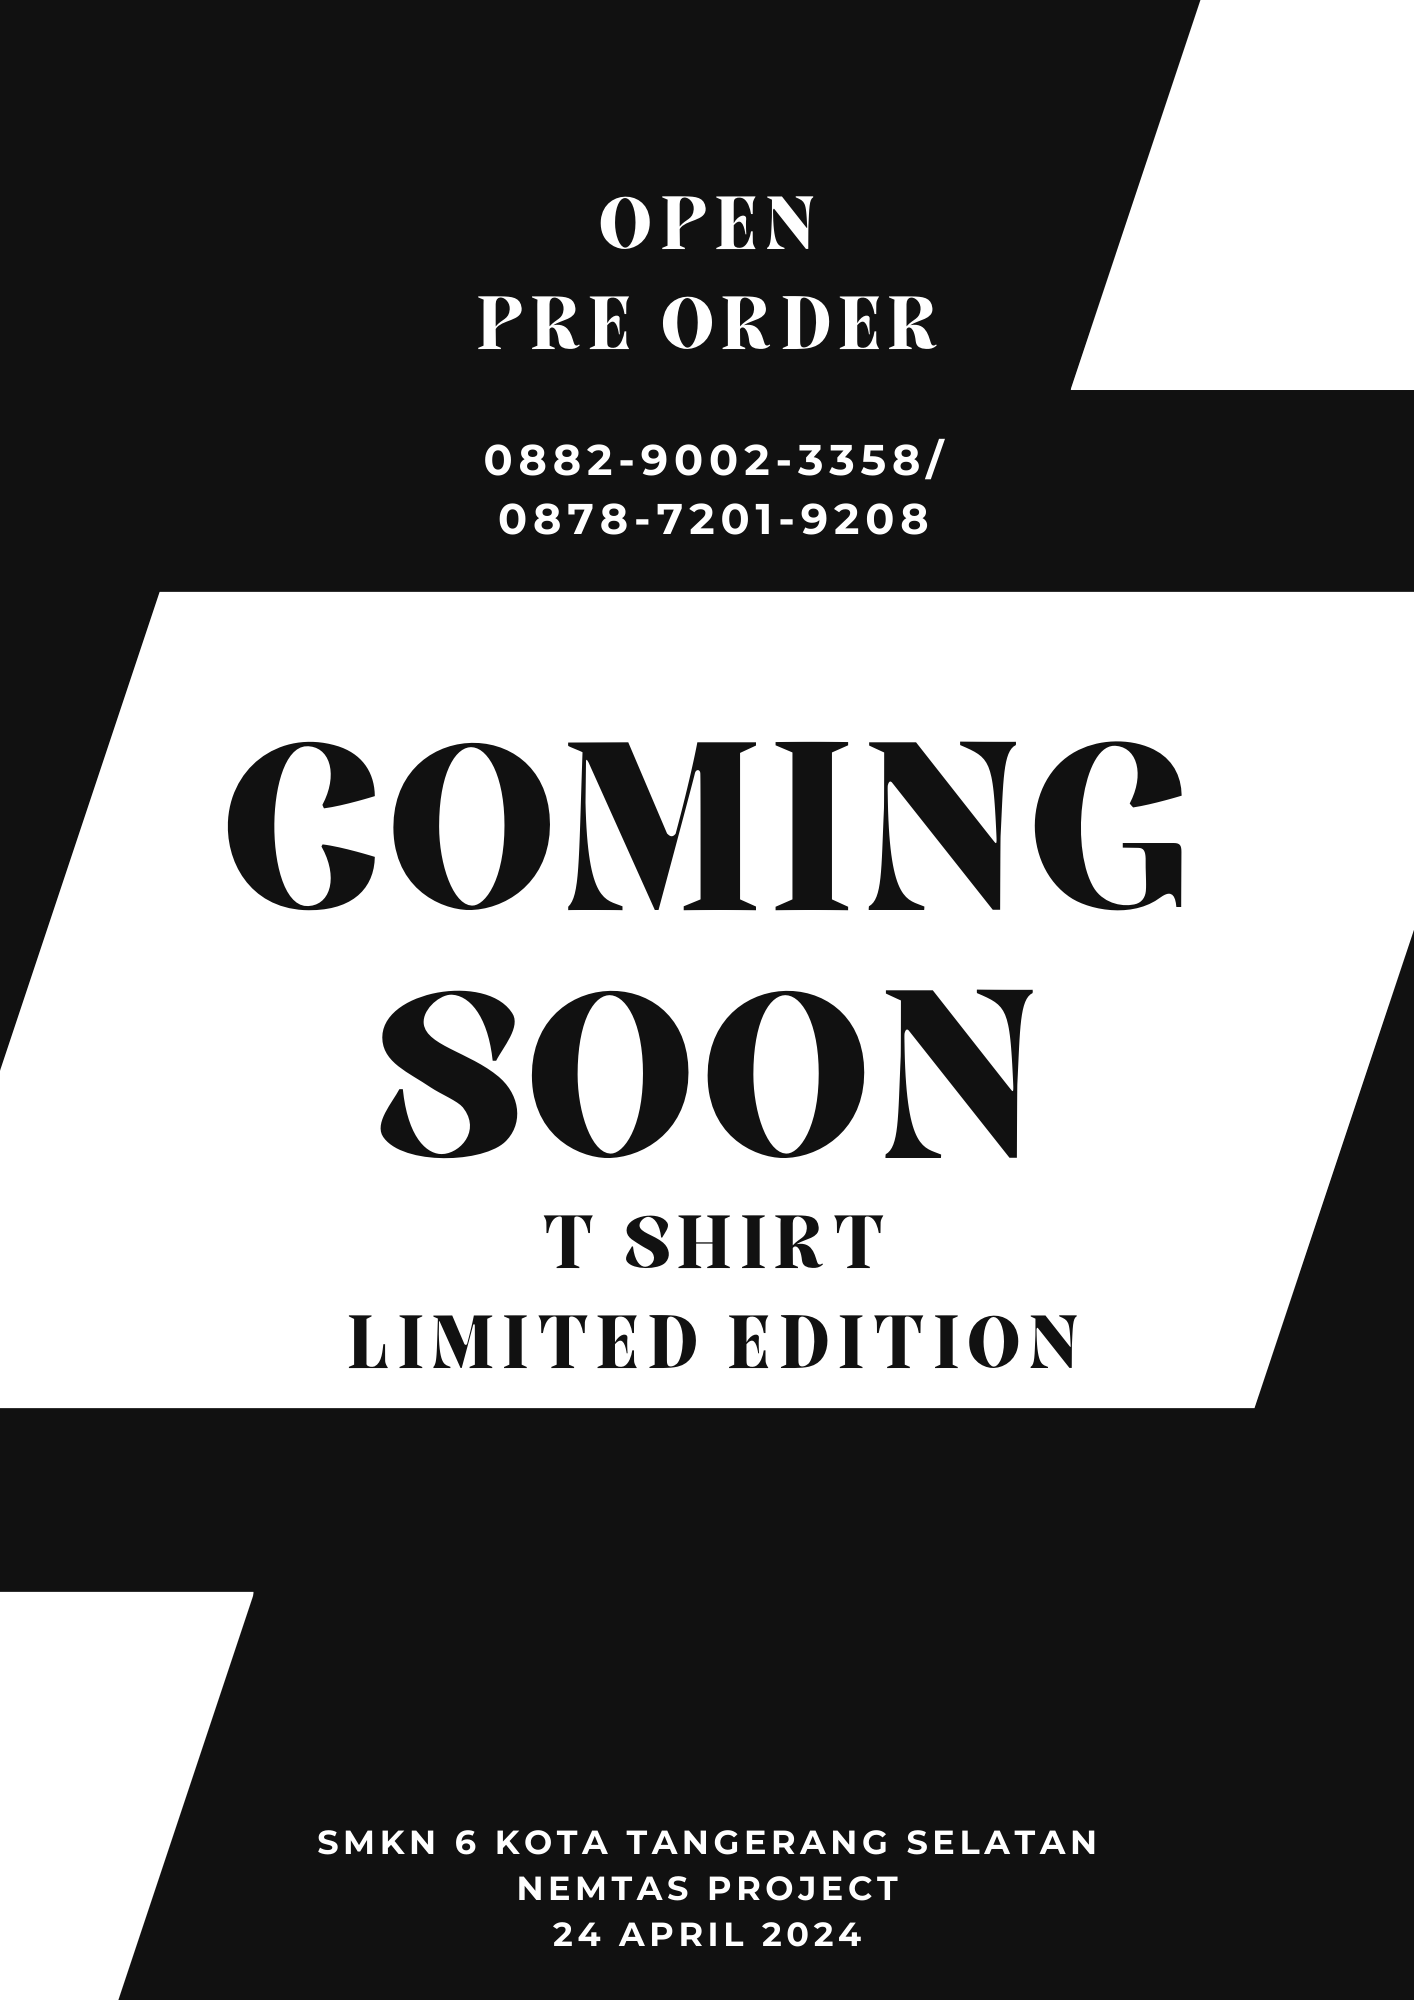 OPEN
PRE ORDER
0882-9002-3358/
0878-7201-9208
COMING
SOON
T SHIRT
LIMITED EDITION
SMKN 6 KOTA TANGERANG SELATAN
NEMTAS PROJECT
24 APRIL 2024